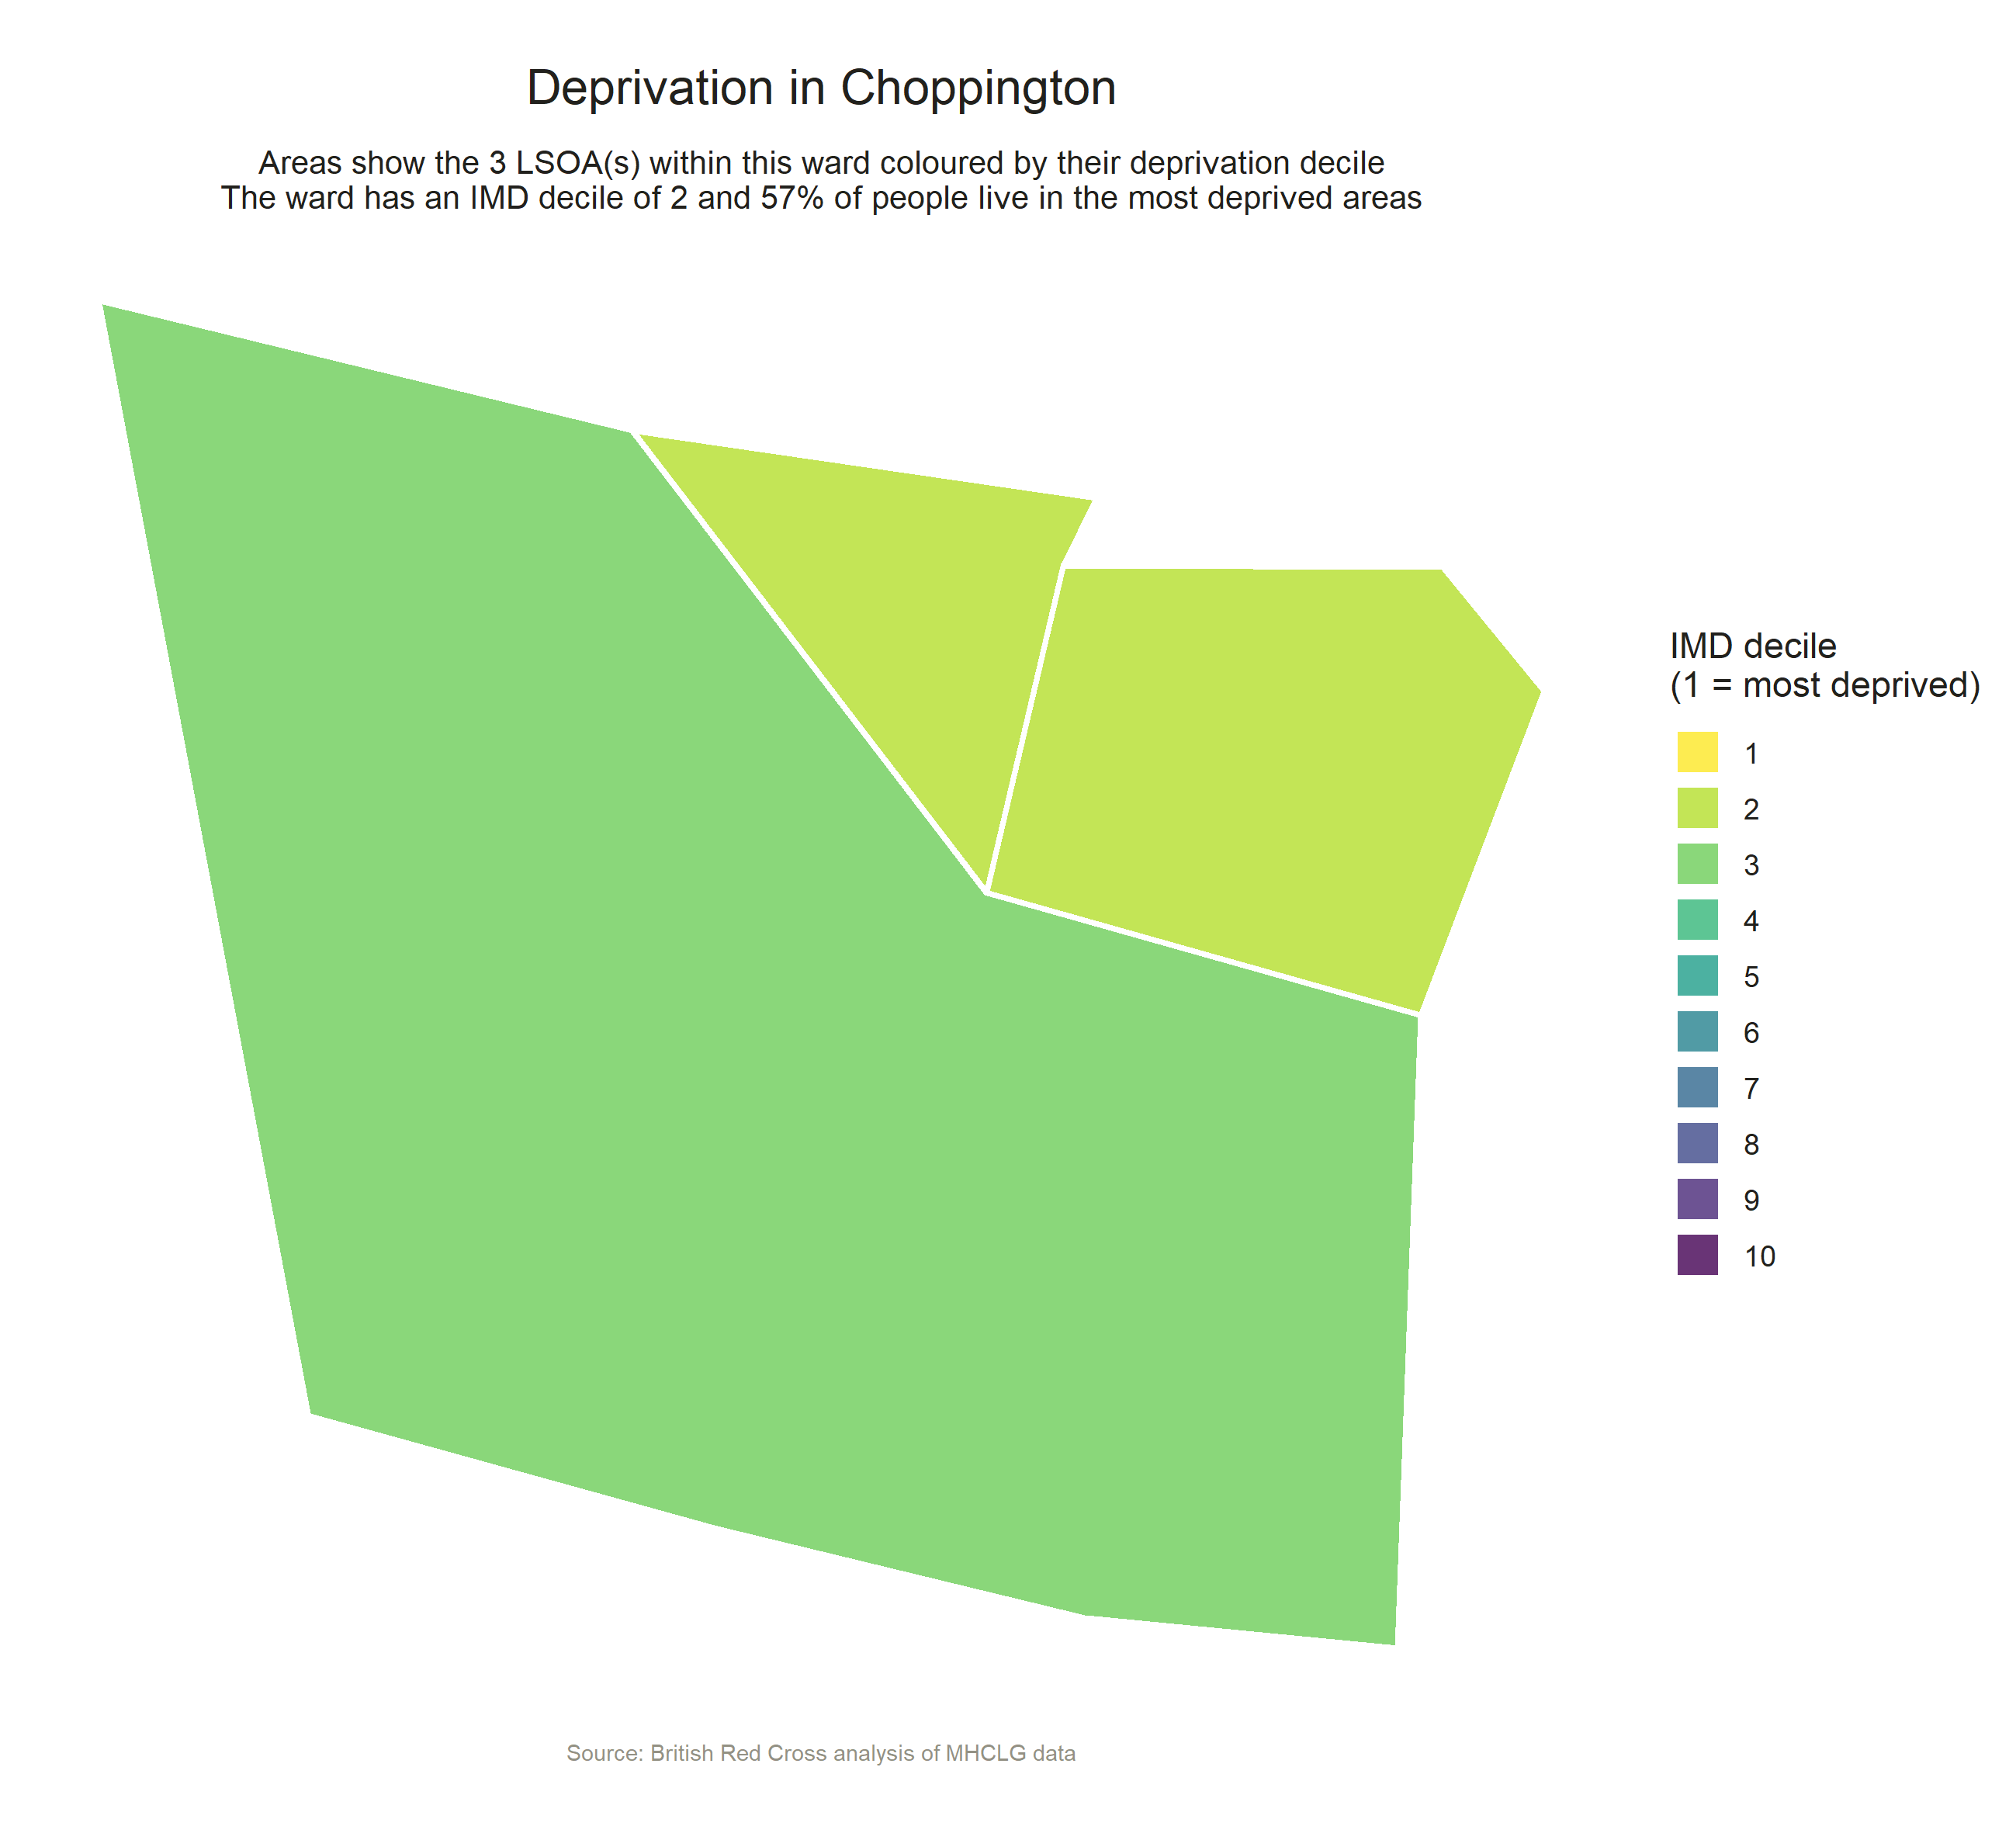 Deprivation in Choppington
Areas show the 3 LSOA(s) within this ward coloured by their deprivation decile
The ward has an IMD decile of 2 and 57% of people live in the most deprived areas
IMD decile
(1 = most deprived)
1
2
3
4
5
6
7
8
9
10
Source: British Red Cross analysis of MHCLG data